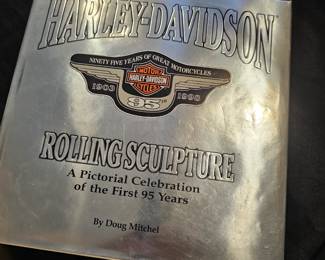 HARLEY-DAVIDSON
NINETY FIVE YEARS OF GREAT MOTORCYCLES
MOTOR
1903 HARLEY-DAVIDSON 1998
CYCLES
95TH
ROLLING SCULPTURE
A Pictorial Celebration
of the First 95 Years
By Doug Mitchel